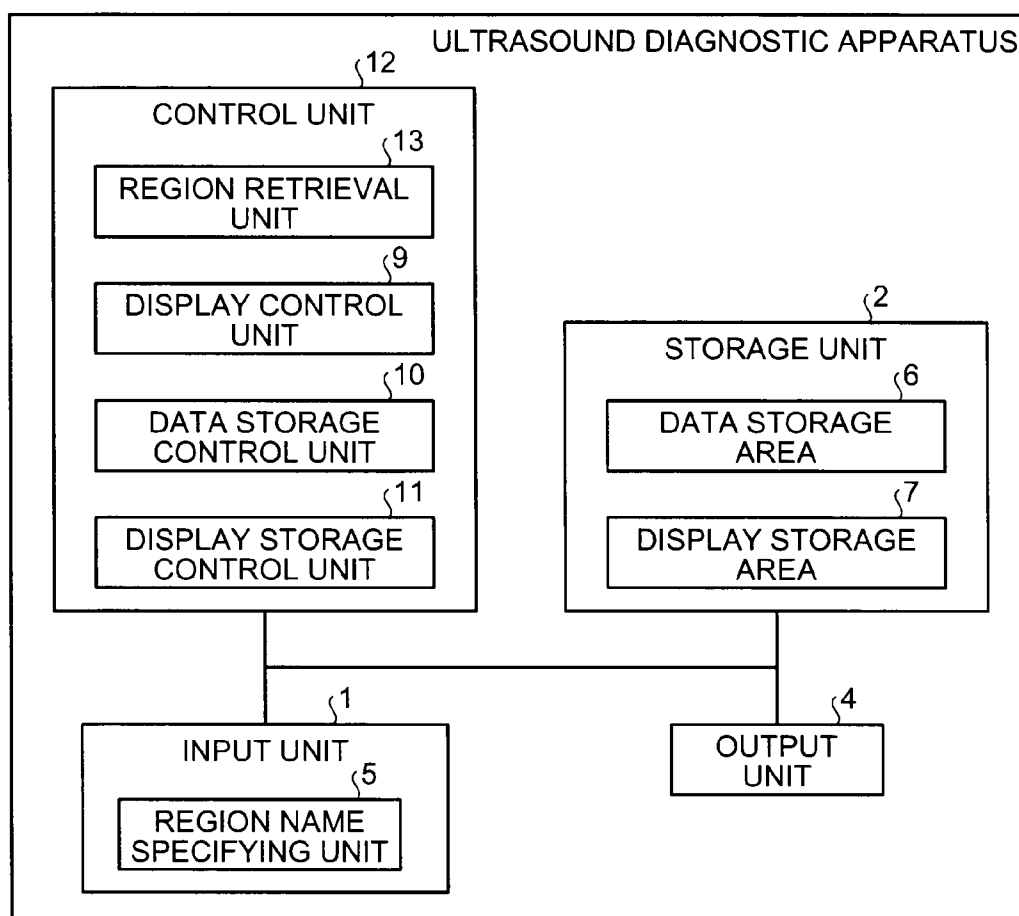 ULTRASOUND DIAGNOSTIC APPARATUS
12
CONTROL UNIT
13
REGION RETRIEVAL
UNIT
9
DISPLAY CONTROL
UNIT
10
DATA STORAGE
CONTROL UNIT
11
DISPLAY STORAGE
CONTROL UNIT
2
STORAGE UNIT
6
DATA STORAGE
AREA
7
DISPLAY STORAGE
AREA
1
INPUT UNIT
5
REGION NAME
SPECIFYING UNIT
4
OUTPUT
UNIT